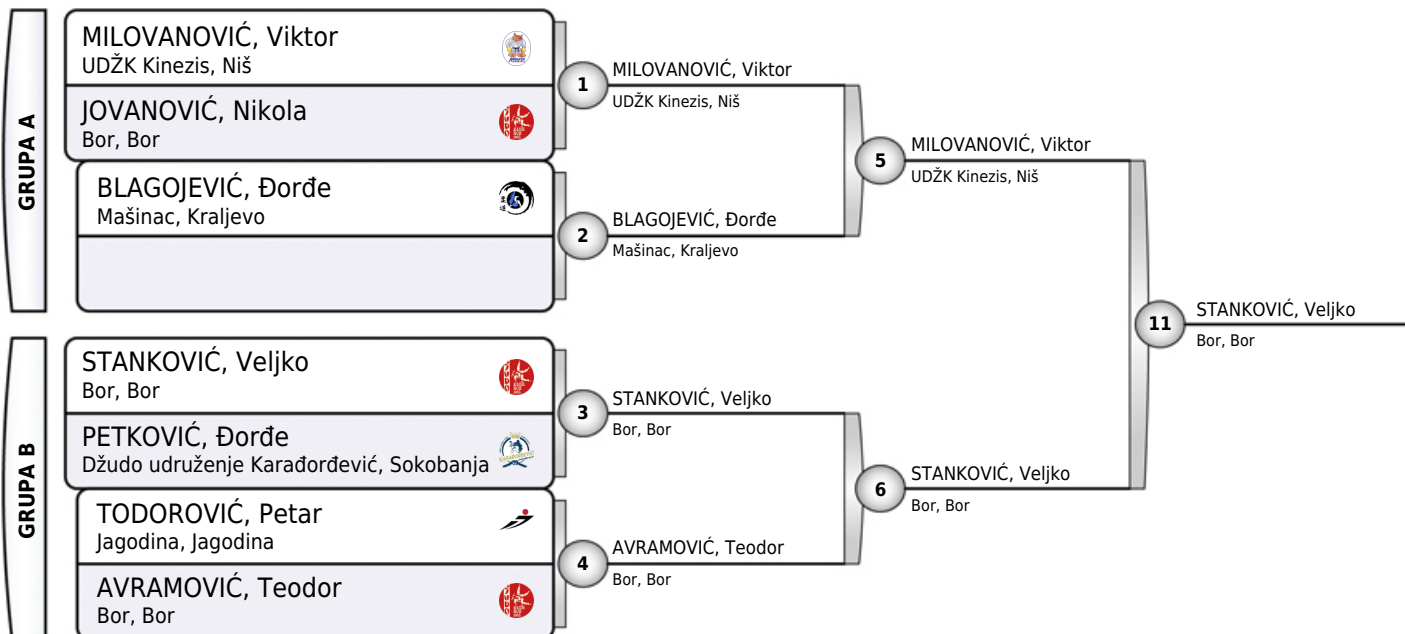 GRUPA A
MILOVANOVIĆ, Viktor
UDŽK Kinezis, Niš
JOVANOVIĆ, Nikola
Bor, Bor
BLAGOJEVIĆ, Đorđe
Mašinac, Kraljevo
1
MILOVANOVIĆ, Viktor
UDŽK Kinezis, Niš
2
BLAGOJEVIĆ, Đorđe
Mašinac, Kraljevo
5
MILOVANOVIĆ, Viktor
UDŽK Kinezis, Niš
GRUPA B
STANKOVIĆ, Veljko
Bor, Bor
PETKOVIĆ, Đorđe
Džudo udruženje Karađorđević, Sokobanja
TODOROVIĆ, Petar
Jagodina, Jagodina
AVRAMOVIĆ, Teodor
Bor, Bor
3
STANKOVIĆ, Veljko
Bor, Bor
4
AVRAMOVIĆ, Teodor
Bor, Bor
6
STANKOVIĆ, Veljko
Bor, Bor
11
STANKOVIĆ, Veljko
Bor, Bor